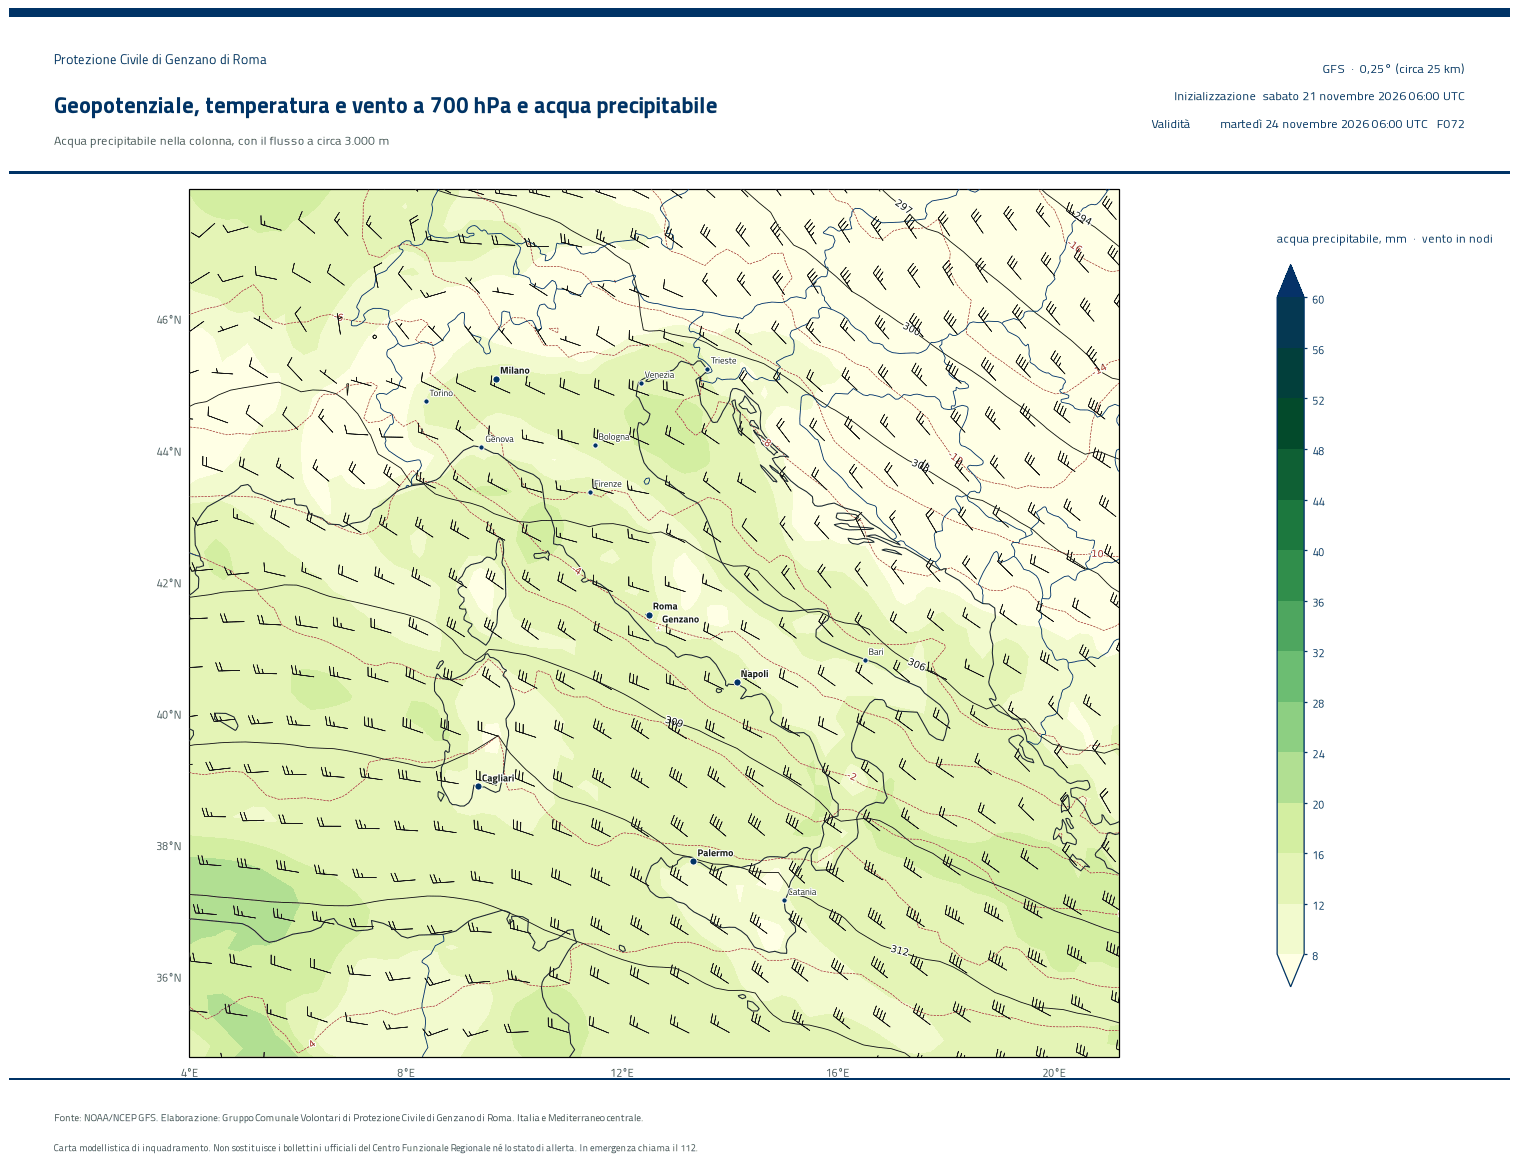 Protezione Civile di Genzano di Roma
Geopotenziale, temperatura e vento a 700 hPa e acqua precipitabile
Acqua precipitabile nella colonna, con il flusso a circa 3.000 m
GFS · 0,25° (circa 25 km)
Inizializzazione sabato 21 novembre 2026 06:00 UTC
Validità martedì 24 novembre 2026 06:00 UTC F072
acqua precipitabile, mm · vento in nodi
60
56
52
48
44
40
36
32
28
24
20
16
12
8
46°N
44°N
42°N
40°N
38°N
36°N
4°E
8°E
12°E
16°E
20°E
297
294
-16
300
-14
Trieste
Milano
Venezia
Torino
Genova
Bologna
-8
Firenze
-10
Roma
Genzano
Bari
306
Napoli
309
-2
Cagliari
Palermo
Catania
312
4
Fonte: NOAA/NCEP GFS. Elaborazione: Gruppo Comunale Volontari di Protezione Civile di Genzano di Roma. Italia e Mediterraneo centrale.
Carta modellistica di inquadramento. Non sostituisce i bollettini ufficiali del Centro Funzionale Regionale né lo stato di allerta. In emergenza chiama il 112.